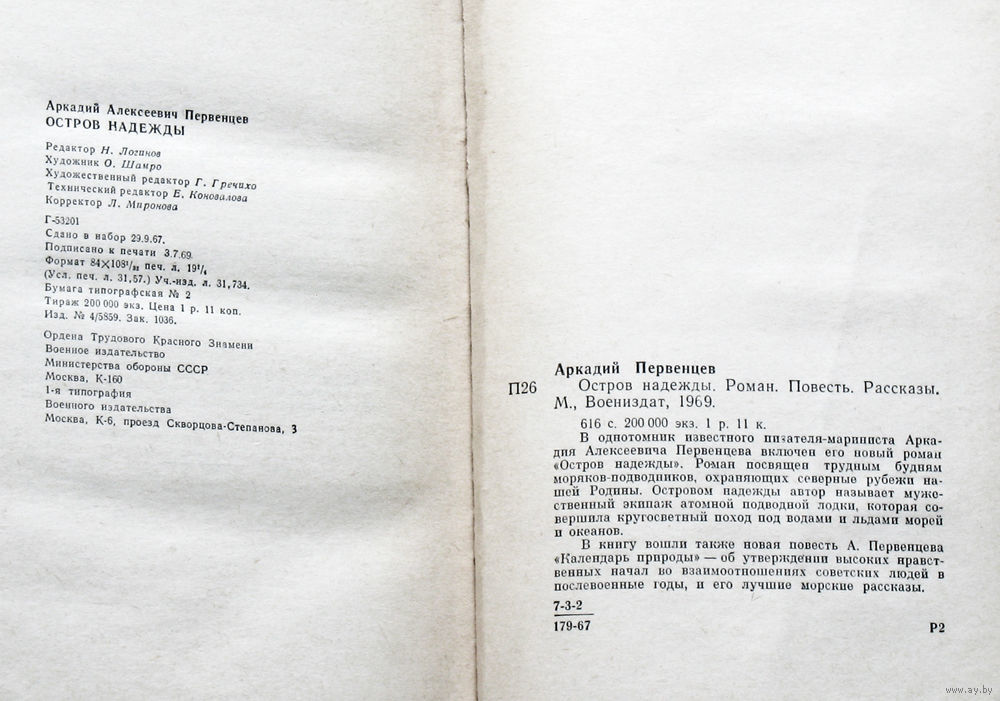 Аркадий Алексеевич Первенцев
ОСТРОВ НАДЕЖДЫ
Редактор Н. Логинов
Художник О. Шамро
Художественный редактор Г. Гречихо
Технический редактор Е. Коновалова
Корректор Л. Миронова
Г-53201
Сдано в набор 29.9.67.
Подписано к печати 3.7.69.
Формат 84×108¹/₃₂ печ. л. 19¹/₄
(Усл. печ. л. 31,57.) Уч.-изд. л. 31,734.
Бумага типографская № 2
Тираж 200 000 экз. Цена 1 р. 11 коп.
Изд. № 4/5859. Зак. 1036.
Ордена Трудового Красного Знамени
Военное издательство
Министерства обороны СССР
Москва, К-160
1-я типография
Военного издательства
Москва, К-6, проезд Скворцова-Степанова, 3
Аркадий Первенцев
П26 Остров надежды. Роман. Повесть. Рассказы.
М., Воениздат, 1969.
616 с. 200 000 экз. 1 р. 11 к.
В однотомник известного писателя-мариниста Арка-
дия Алексеевича Первенцева включен его новый роман
«Остров надежды». Роман посвящен трудным будням
моряков-подводников, охраняющих северные рубежи на-
шей Родины. Островом надежды автор называет муже-
ственный экипаж атомной подводной лодки, которая со-
вершила кругосветный поход под водами и льдами морей
и океанов.
В книгу вошли также новая повесть А. Первенцева
«Календарь природы» — об утверждении высоких нравст-
венных начал во взаимоотношениях советских людей в
послевоенные годы, и его лучшие морские рассказы.
7-3-2
179-67 Р2
www.ay.by